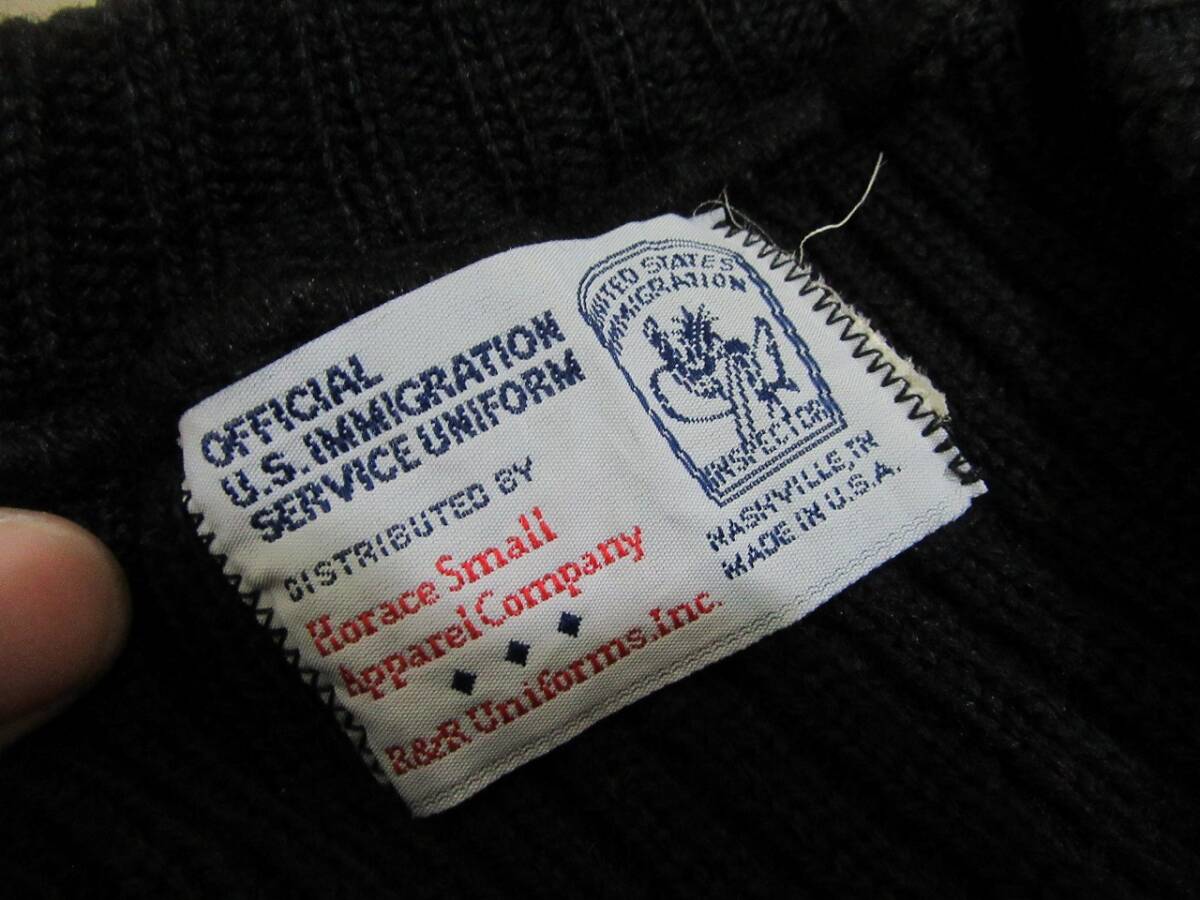 OFFICIAL
U.S. IMMIGRATION
SERVICE UNIFORM
DISTRIBUTED BY
Horace Small
Apparel Company
R&R Uniforms, Inc.
UNITED STATES
IMMIGRATION
INSPECTOR
NASHVILLE, TN
MADE IN U.S.A.